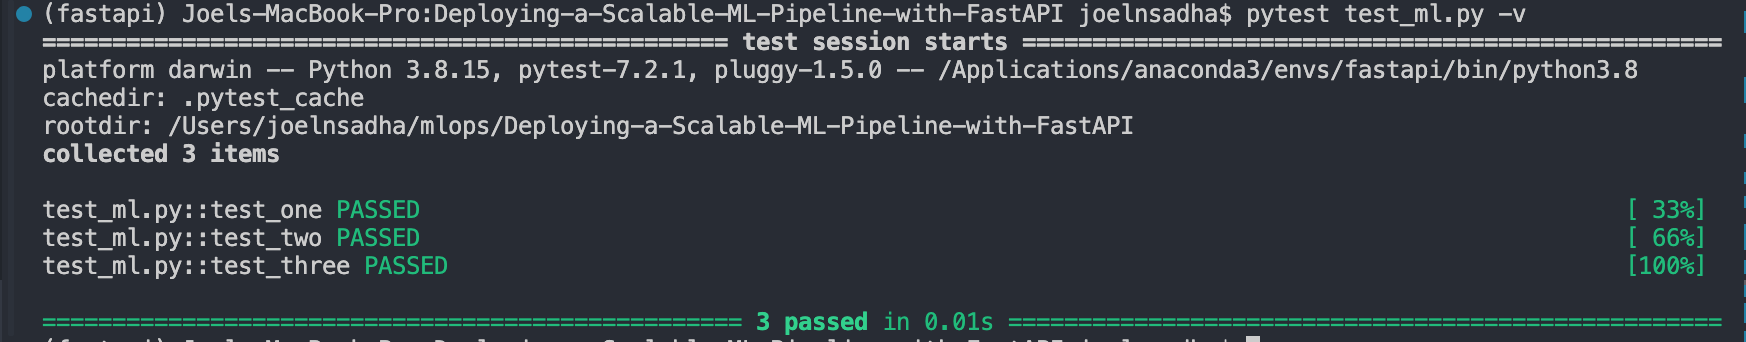 (fastapi) Joels-MacBook-Pro:Deploying-a-Scalable-ML-Pipeline-with-FastAPI joelnsadha$ pytest test_ml.py -v
================================================= test session starts ==================================================
platform darwin -- Python 3.8.15, pytest-7.2.1, pluggy-1.5.0 -- /Applications/anaconda3/envs/fastapi/bin/python3.8
cachedir: .pytest_cache
rootdir: /Users/joelnsadha/mlops/Deploying-a-Scalable-ML-Pipeline-with-FastAPI
collected 3 items
test_ml.py::test_one PASSED [ 33%]
test_ml.py::test_two PASSED [ 66%]
test_ml.py::test_three PASSED [100%]
================================================== 3 passed in 0.01s ===================================================